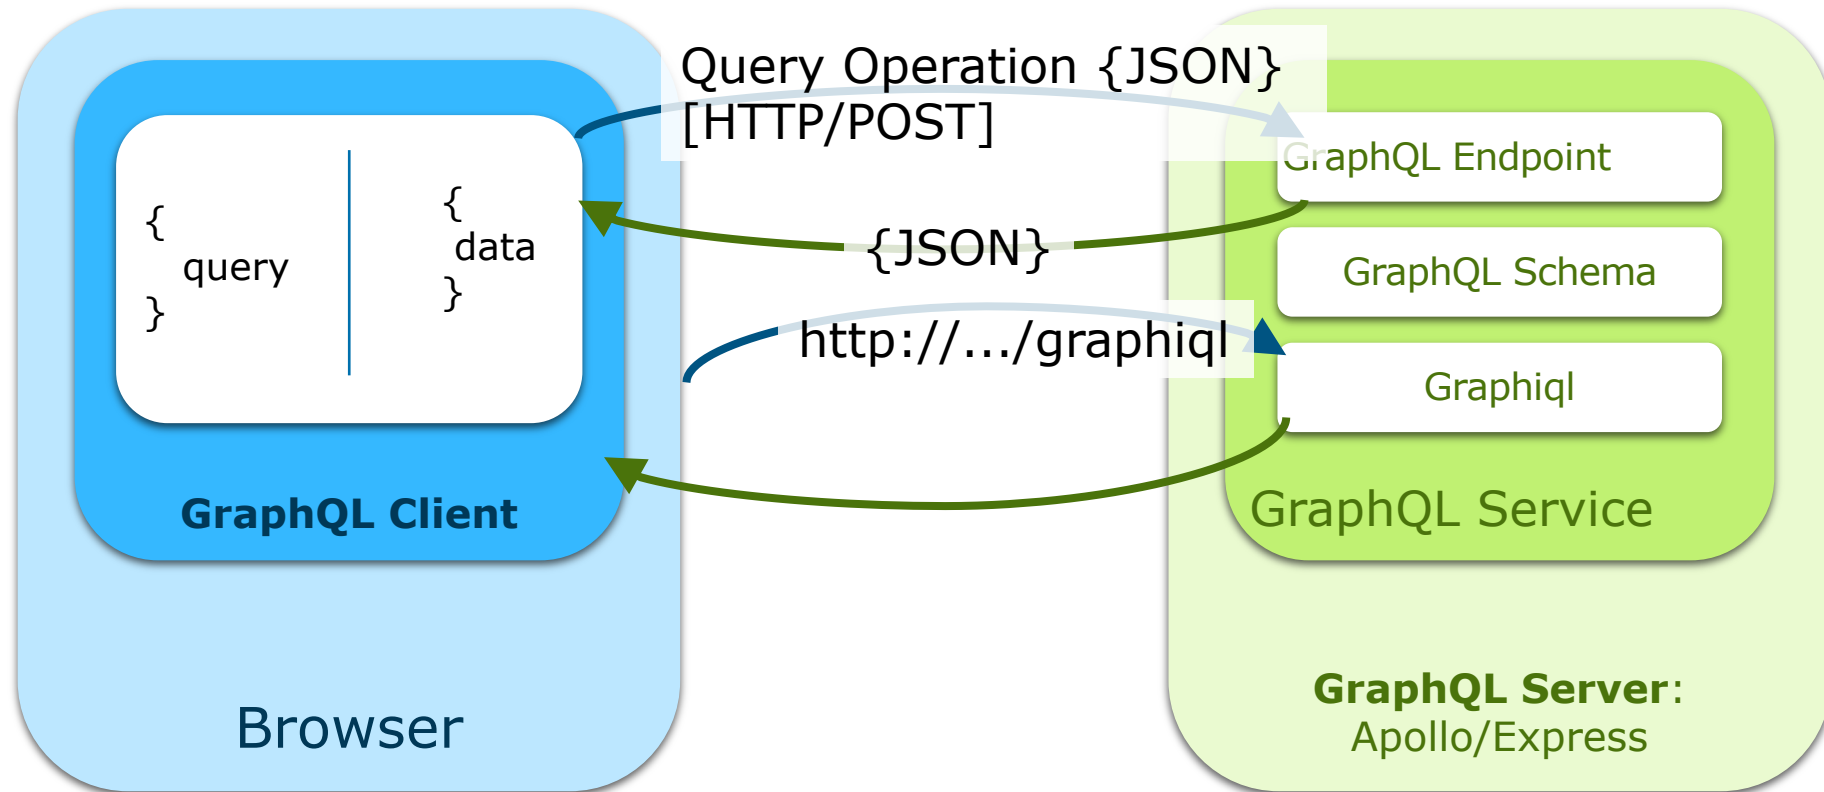 Query Operation {JSON}
[HTTP/POST]
{
query
}
{
data
}
{JSON}
http://.../graphiql
GraphQL Client
Browser
GraphQL Endpoint
GraphQL Schema
Graphiql
GraphQL Service
GraphQL Server:
Apollo/Express